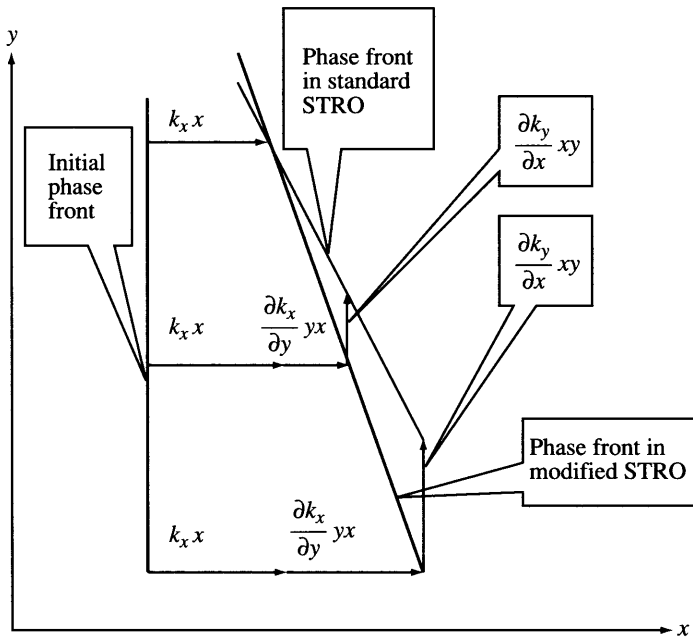 y
Phase front
in standard
STRO
k_x x
∂k_y/∂x xy
Initial
phase
front
∂k_y/∂x xy
k_x x
∂k_x/∂y yx
Phase front in
modified STRO
k_x x
∂k_x/∂y yx
x